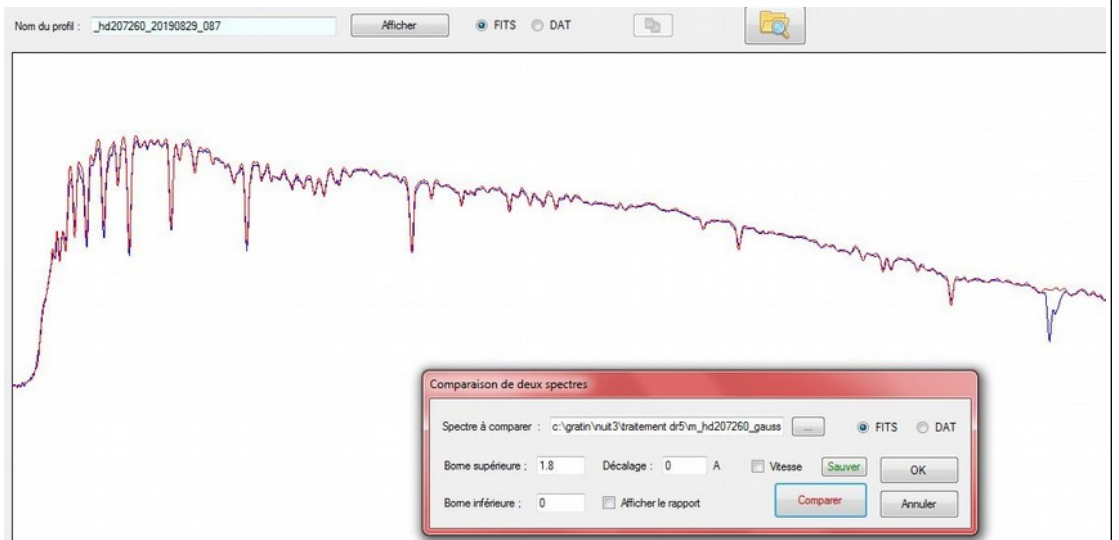 Nom du profil : _hd207260_20190829_087 Afficher FITS DAT
Comparaison de deux spectres
Spectre à comparer : c:\gratin\nuit3\traitement dr5\m_hd207260_gauss ... FITS DAT
Borne supérieure : 1.8 Décalage : 0 A Vitesse Sauver OK
Borne inférieure : 0 Afficher le rapport Comparer Annuler